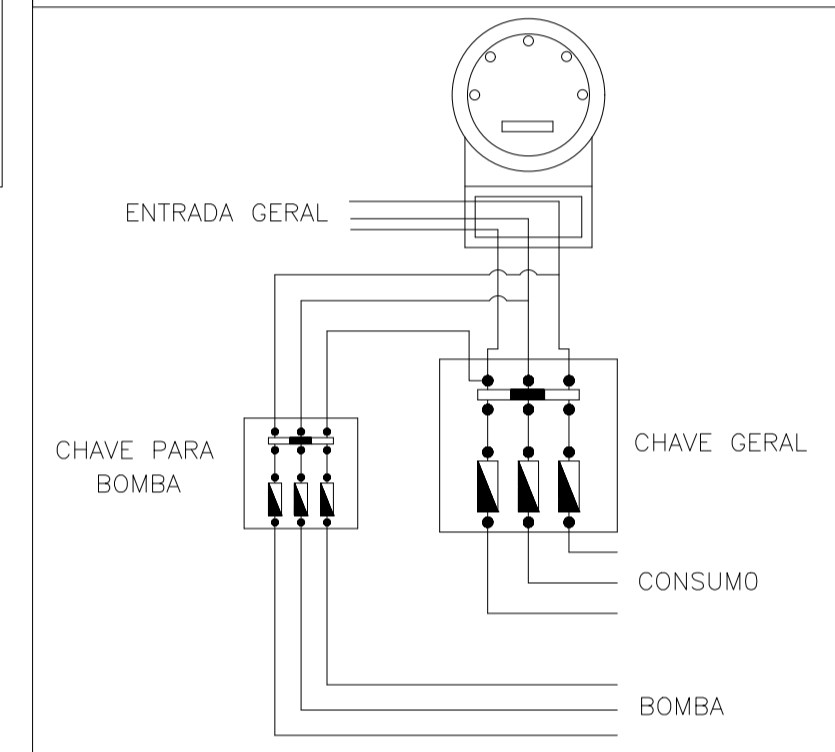 ENTRADA GERAL
CHAVE PARA
BOMBA
CHAVE GERAL
CONSUMO
BOMBA